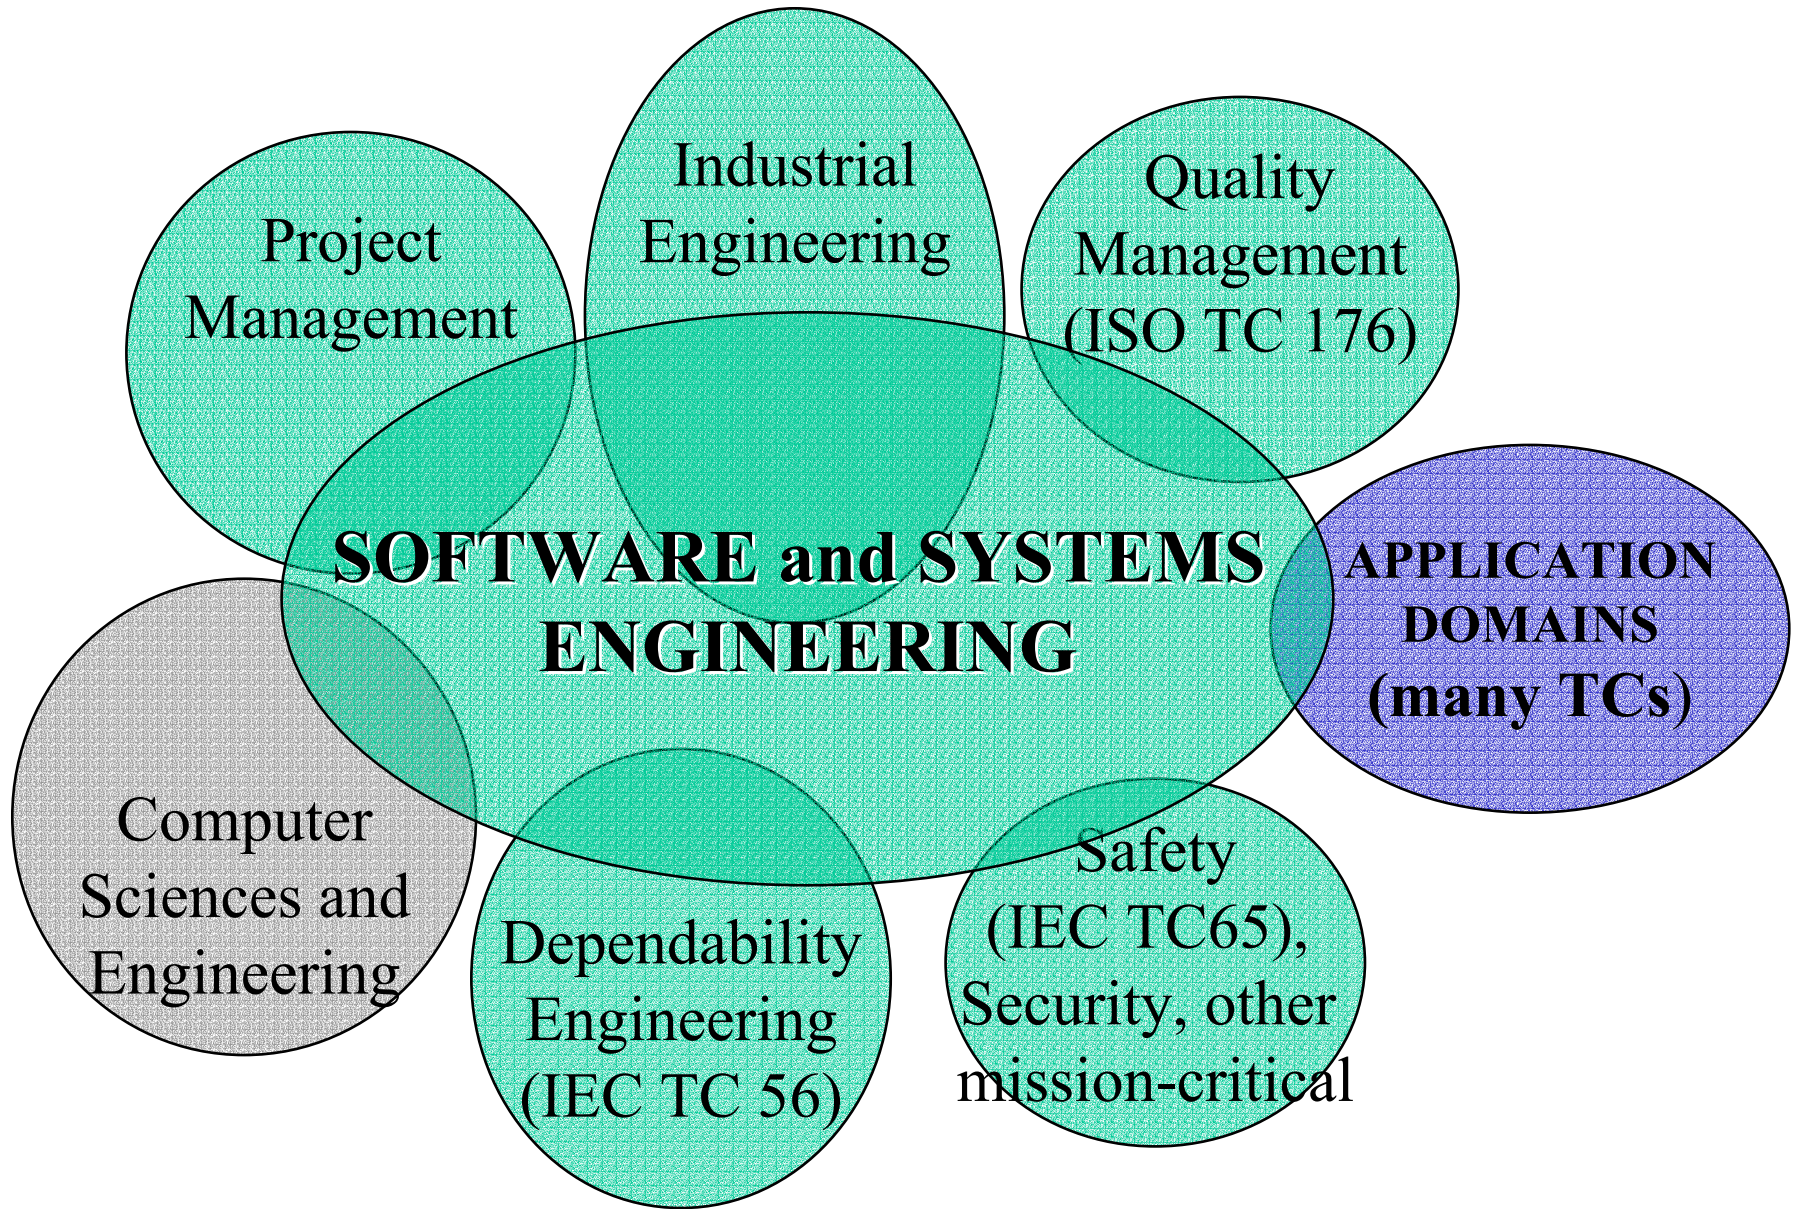 Industrial
Engineering
Quality
Management
(ISO TC 176)
Project
Management
SOFTWARE and SYSTEMS
ENGINEERING
APPLICATION
DOMAINS
(many TCs)
Computer
Sciences and
Engineering
Dependability
Engineering
(IEC TC 56)
Safety
(IEC TC65),
Security, other
mission-critical